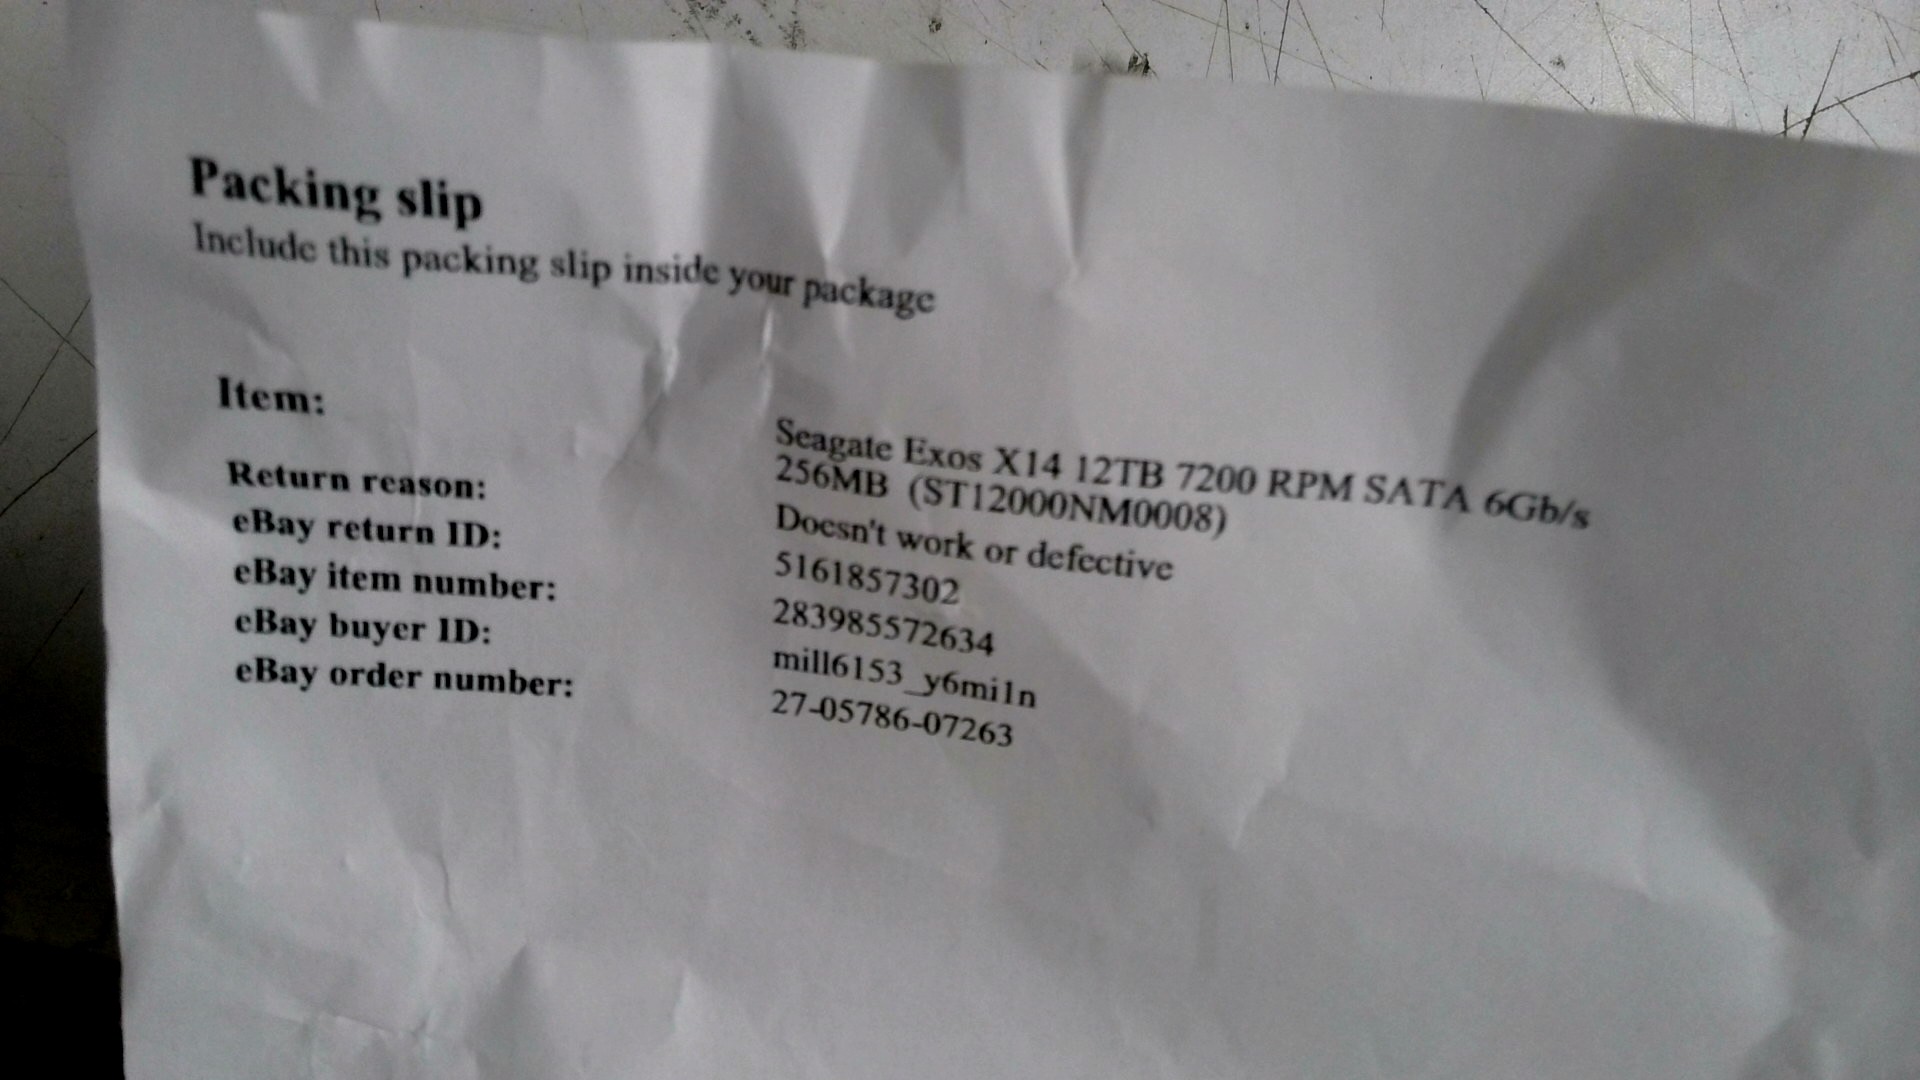 Packing slip
Include this packing slip inside your package
Item:
Seagate Exos X14 12TB 7200 RPM SATA 6Gb/s
256MB (ST12000NM0008)
Return reason: Doesn't work or defective
eBay return ID: 5161857302
eBay item number: 283985572634
eBay buyer ID: mill6153_y6mi1n
eBay order number: 27-05786-07263